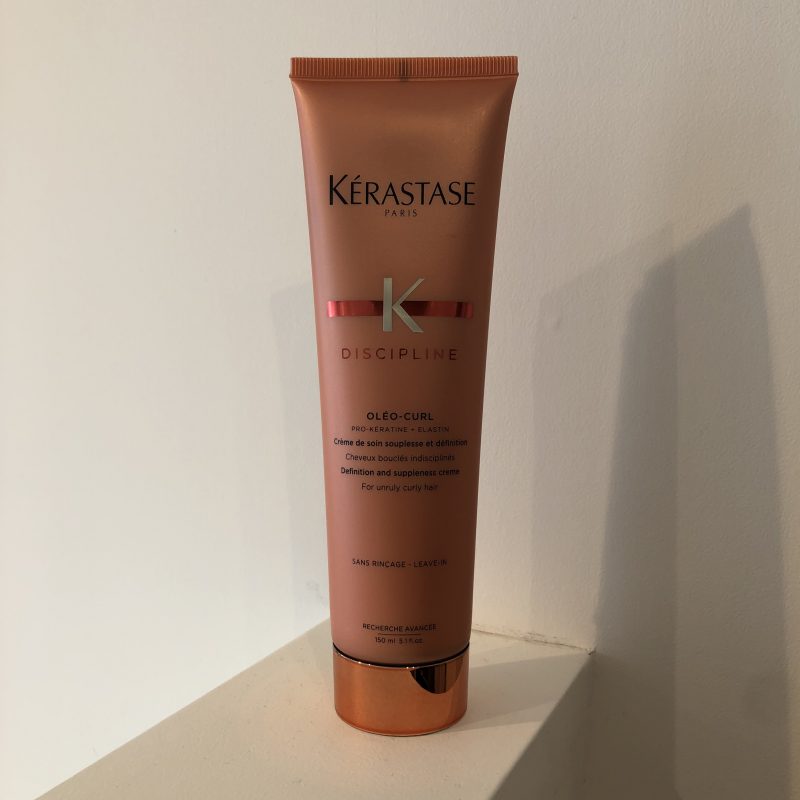 KÉRASTASE
PARIS
K
DISCIPLINE
OLÉO-CURL
PRO-KERATINE + ELASTIN
Crème de soin souplesse et définition
Cheveux bouclés indisciplinés
Definition and suppleness creme
For unruly curly hair
SANS RINÇAGE - LEAVE-IN
RECHERCHE AVANCÉE
150 ml 5.1 fl.oz.